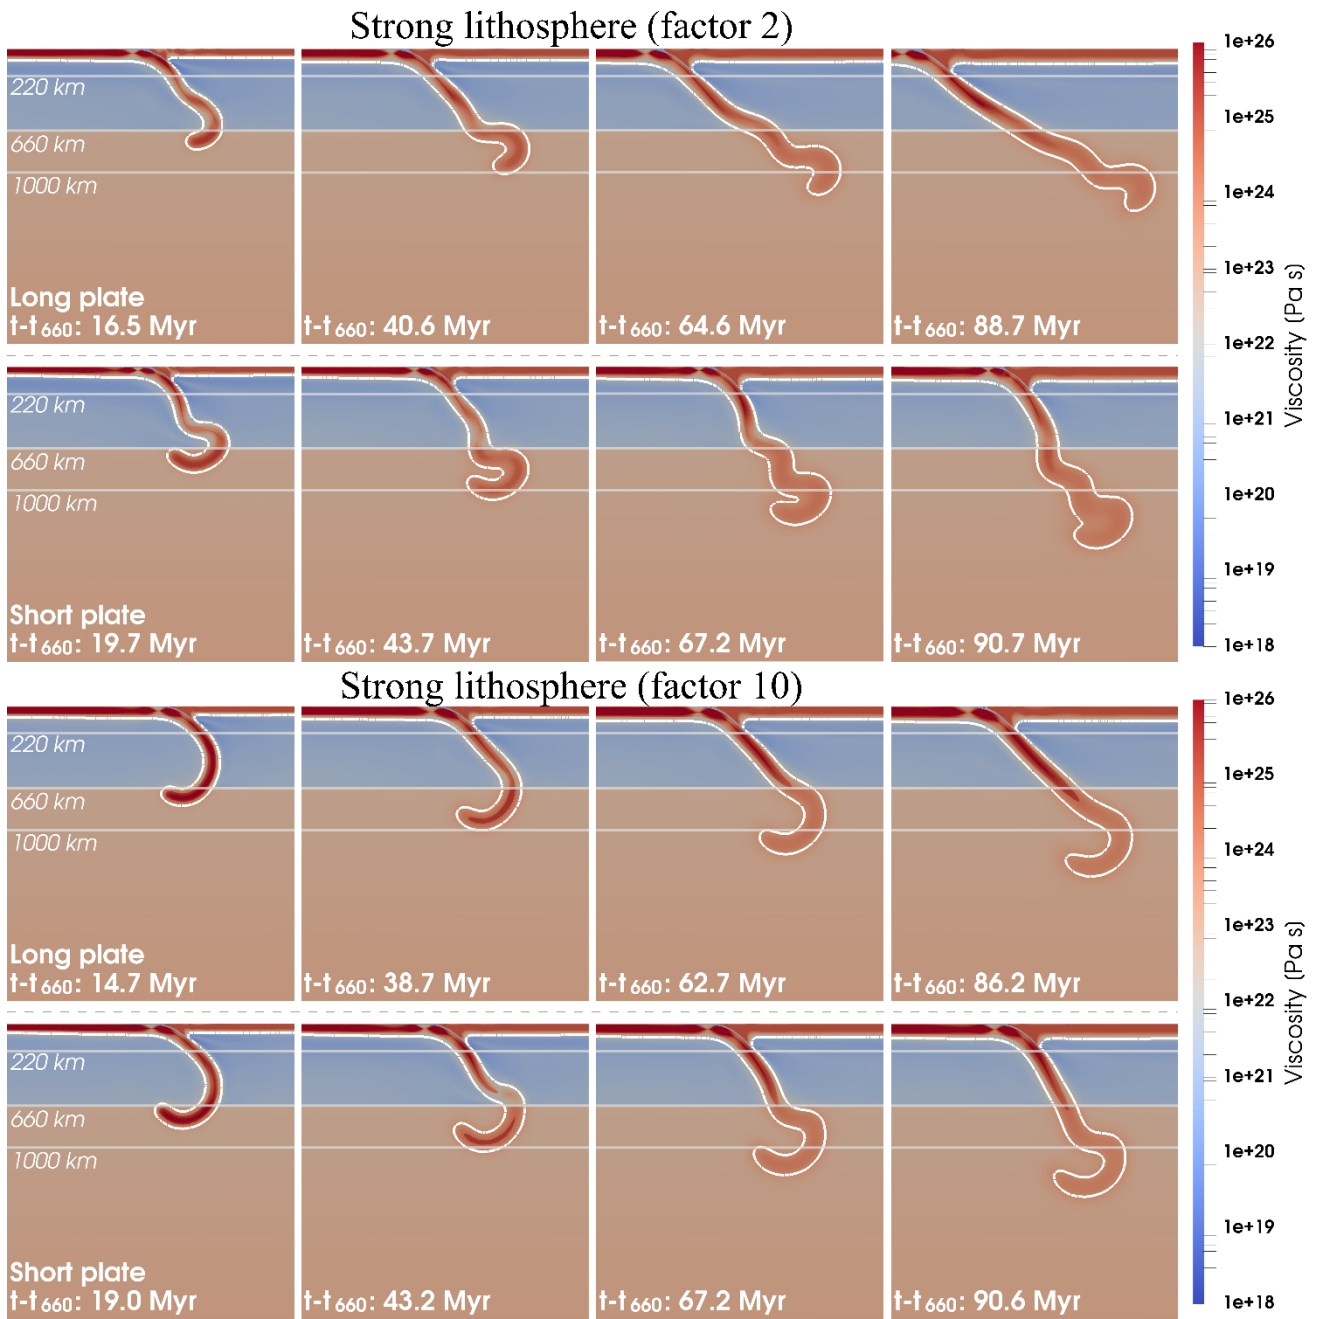 Strong lithosphere (factor 2)
220 km
660 km
1000 km
Long plate
t-t660: 16.5 Myr
t-t660: 40.6 Myr
t-t660: 64.6 Myr
t-t660: 88.7 Myr
220 km
660 km
1000 km
Short plate
t-t660: 19.7 Myr
t-t660: 43.7 Myr
t-t660: 67.2 Myr
t-t660: 90.7 Myr
1e+26
1e+25
1e+24
1e+23
1e+22
1e+21
1e+20
1e+19
1e+18
Viscosity (Pa s)
Strong lithosphere (factor 10)
220 km
660 km
1000 km
Long plate
t-t660: 14.7 Myr
t-t660: 38.7 Myr
t-t660: 62.7 Myr
t-t660: 86.2 Myr
220 km
660 km
1000 km
Short plate
t-t660: 19.0 Myr
t-t660: 43.2 Myr
t-t660: 67.2 Myr
t-t660: 90.6 Myr
1e+26
1e+25
1e+24
1e+23
1e+22
1e+21
1e+20
1e+19
1e+18
Viscosity (Pa s)